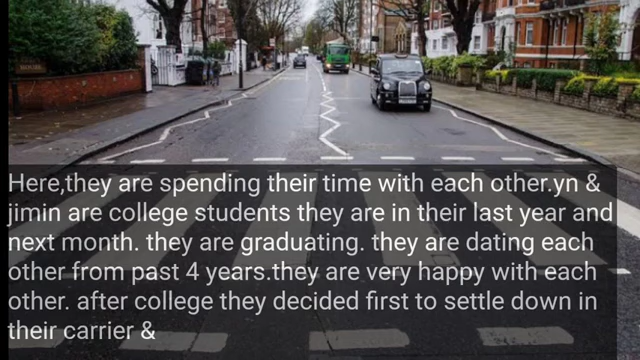 Here,they are spending their time with each other.yn &
jimin are college students they are in their last year and
next month. they are graduating. they are dating each
other from past 4 years.they are very happy with each
other. after college they decided first to settle down in
their carrier &